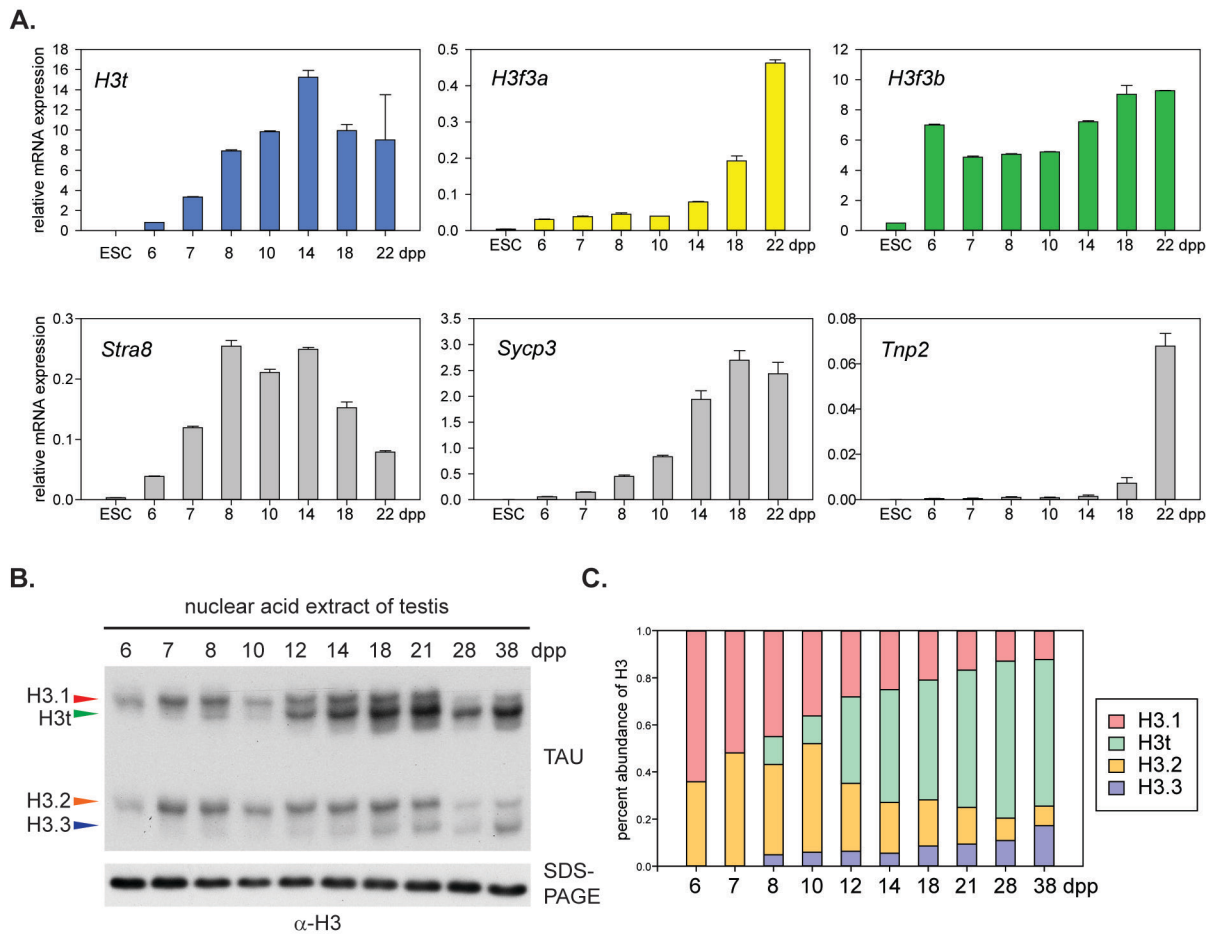 A.
H3t
relative mRNA expression
18
16
14
12
10
8
6
4
2
0
ESC 6 7 8 10 14 18 22 dpp
H3f3a
0.5
0.4
0.3
0.2
0.1
0.0
ESC 6 7 8 10 14 18 22 dpp
H3f3b
12
10
8
6
4
2
0
ESC 6 7 8 10 14 18 22 dpp
Stra8
relative mRNA expression
0.3
0.2
0.1
0.0
ESC 6 7 8 10 14 18 22 dpp
Sycp3
3.5
3.0
2.5
2.0
1.5
1.0
0.5
0.0
ESC 6 7 8 10 14 18 22 dpp
Tnp2
0.08
0.06
0.04
0.02
0.00
ESC 6 7 8 10 14 18 22 dpp
B.
nuclear acid extract of testis
6 7 8 10 12 14 18 21 28 38 dpp
H3.1
H3t
H3.2
H3.3
TAU
SDS-
PAGE
α-H3
C.
percent abundance of H3
1.0
0.8
0.6
0.4
0.2
0.0
6 7 8 10 12 14 18 21 28 38 dpp
H3.1
H3t
H3.2
H3.3